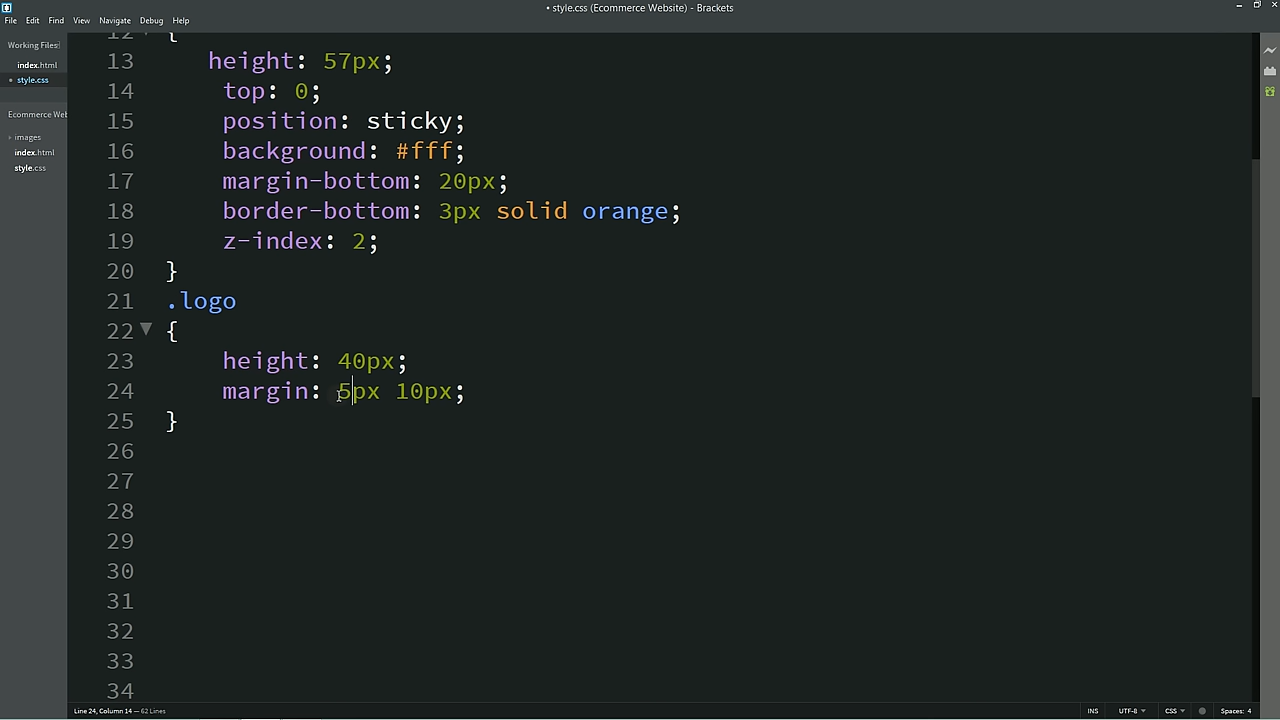 • style.css (Ecommerce Website) - Brackets
File Edit Find View Navigate Debug Help
Working Files
index.html
• style.css
Ecommerce Web
images
index.html
style.css
12 {
13 height: 57px;
14 top: 0;
15 position: sticky;
16 background: #fff;
17 margin-bottom: 20px;
18 border-bottom: 3px solid orange;
19 z-index: 2;
20 }
21 .logo
22 {
23 height: 40px;
24 margin: 5px 10px;
25 }
26
27
28
29
30
31
32
33
34
Line 24, Column 14 — 62 Lines
INS UTF-8 CSS Spaces: 4